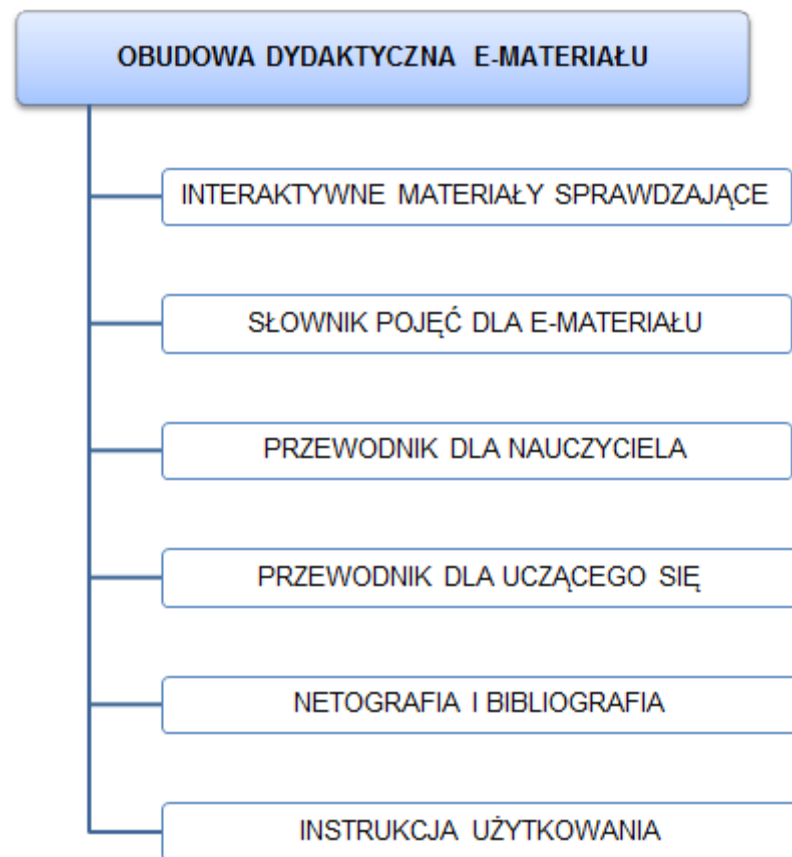 OBUDOWA DYDAKTYCZNA E-MATERIAŁU
INTERAKTYWNE MATERIAŁY SPRAWDZAJĄCE
SŁOWNIK POJĘĆ DLA E-MATERIAŁU
PRZEWODNIK DLA NAUCZYCIELA
PRZEWODNIK DLA UCZĄCEGO SIĘ
NETOGRAFIA I BIBLIOGRAFIA
INSTRUKCJA UŻYTKOWANIA